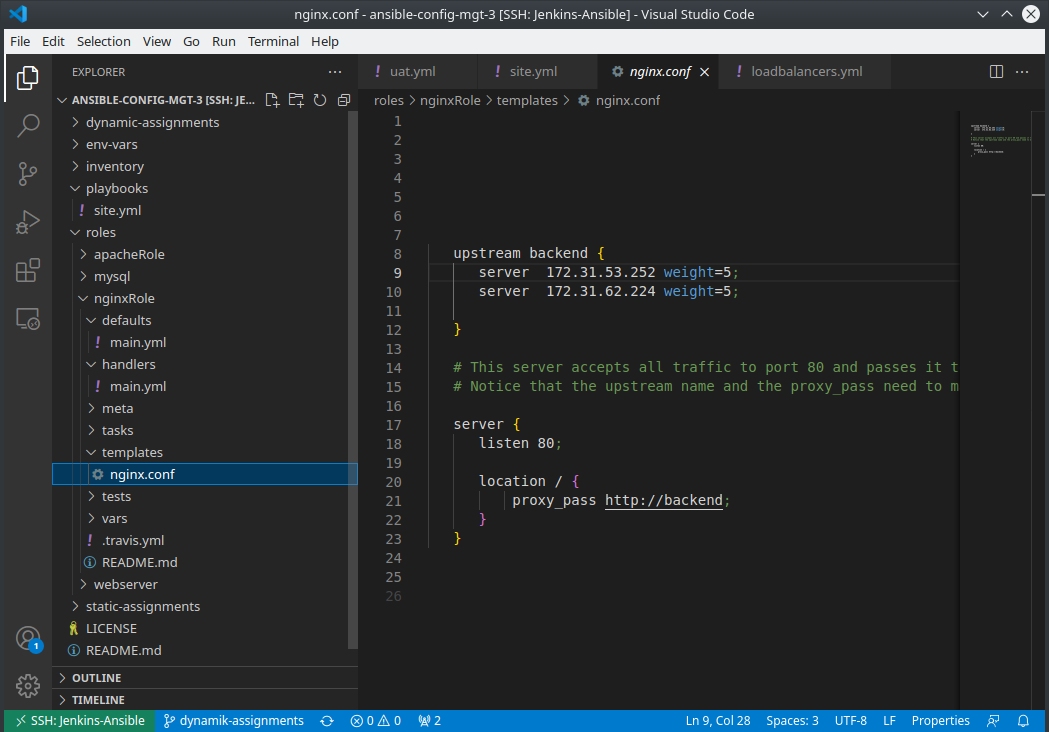 nginx.conf - ansible-config-mgt-3 [SSH: Jenkins-Ansible] - Visual Studio Code
File Edit Selection View Go Run Terminal Help
EXPLORER
ANSIBLE-CONFIG-MGT-3 [SSH: JE...
dynamic-assignments
env-vars
inventory
playbooks
! site.yml
roles
apacheRole
mysql
nginxRole
defaults
! main.yml
handlers
! main.yml
meta
tasks
templates
nginx.conf
tests
vars
! .travis.yml
README.md
webserver
static-assignments
LICENSE
README.md
OUTLINE
TIMELINE
! uat.yml ! site.yml nginx.conf ! loadbalancers.yml
roles > nginxRole > templates > nginx.conf
1
2
3
4
5
6
7
8 upstream backend {
9 server 172.31.53.252 weight=5;
10 server 172.31.62.224 weight=5;
11
12 }
13
14 # This server accepts all traffic to port 80 and passes it t
15 # Notice that the upstream name and the proxy_pass need to m
16
17 server {
18 listen 80;
19
20 location / {
21 proxy_pass http://backend;
22 }
23 }
24
25
26
1
SSH: Jenkins-Ansible dynamik-assignments 0 0 2 Ln 9, Col 28 Spaces: 3 UTF-8 LF Properties